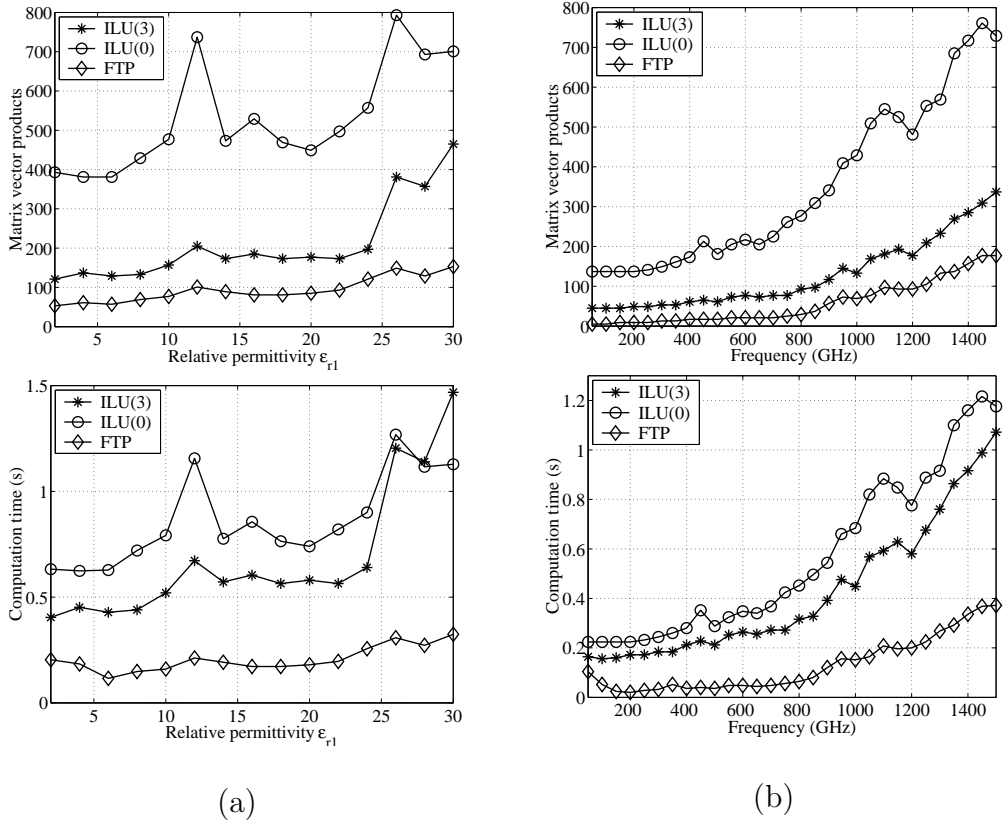 800
700
600
500
400
300
200
100
0
Matrix vector products
ILU(3)
ILU(0)
FTP
5 10 15 20 25 30
Relative permittivity ε_r1
800
700
600
500
400
300
200
100
0
Matrix vector products
ILU(3)
ILU(0)
FTP
200 400 600 800 1000 1200 1400
Frequency (GHz)
1.5
1
0.5
0
Computation time (s)
ILU(3)
ILU(0)
FTP
5 10 15 20 25 30
Relative permittivity ε_r1
1.2
1
0.8
0.6
0.4
0.2
0
Computation time (s)
ILU(3)
ILU(0)
FTP
200 400 600 800 1000 1200 1400
Frequency (GHz)
(a)
(b)